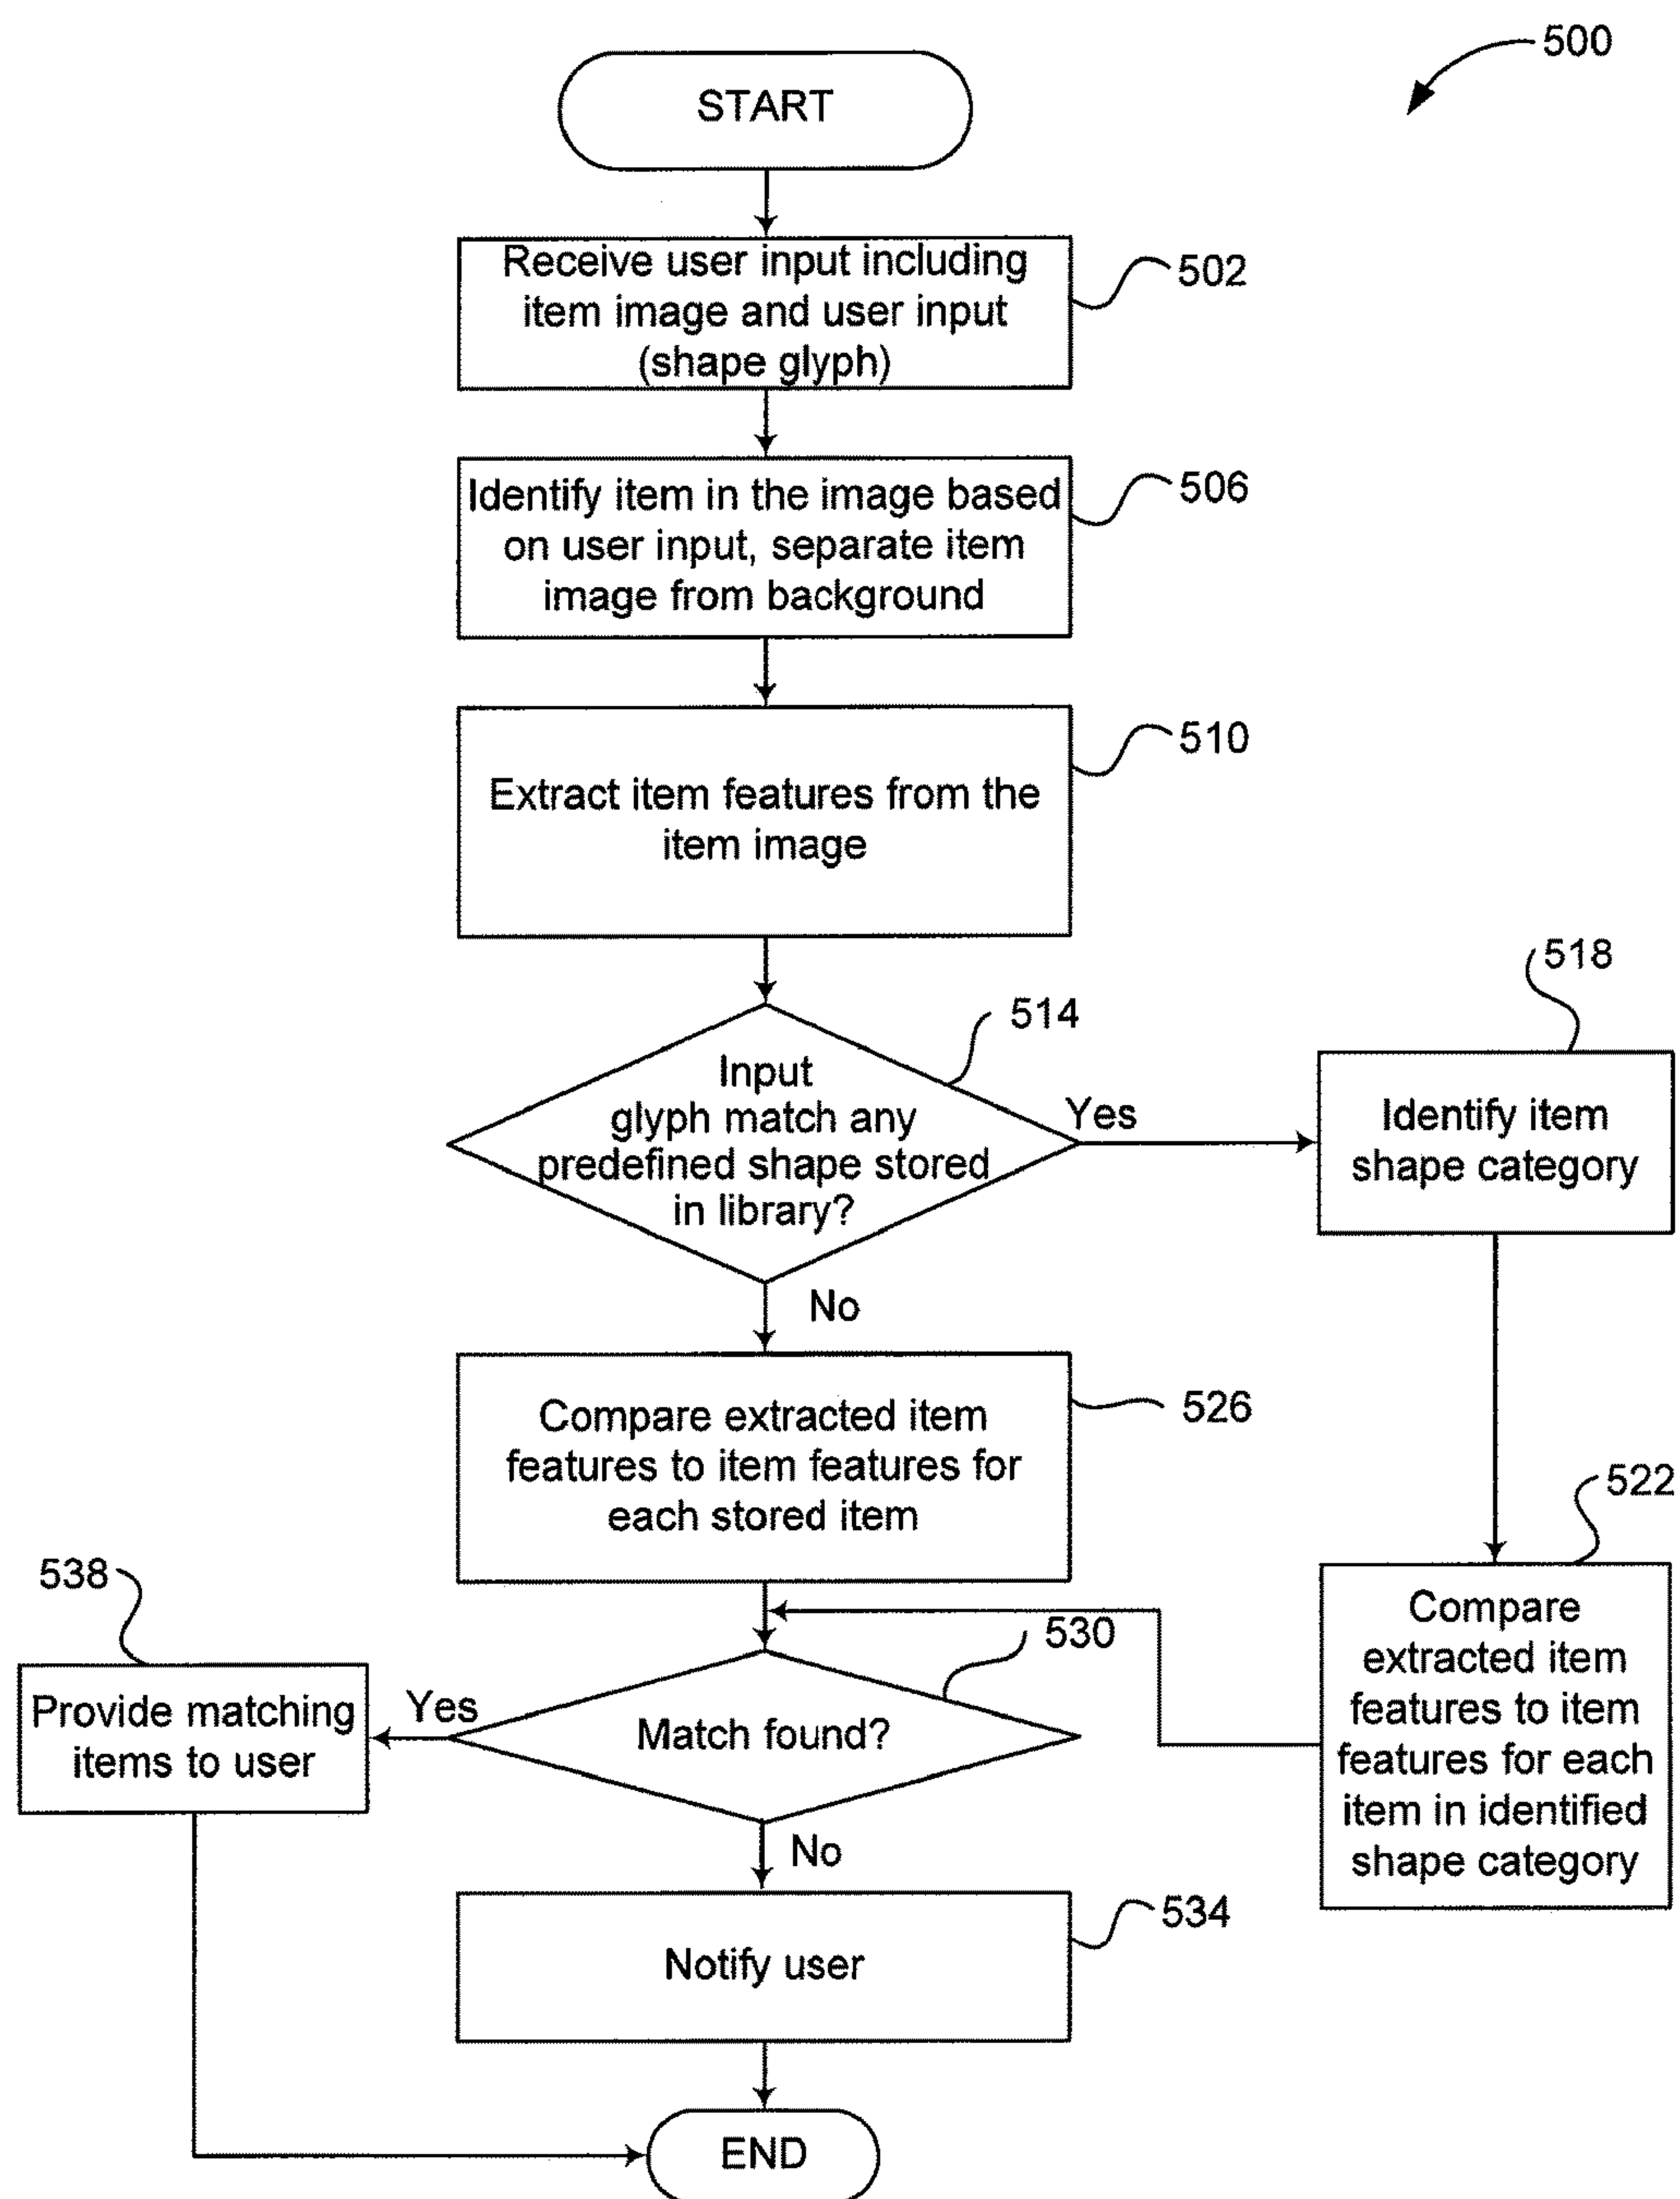 500
START
Receive user input including
item image and user input
(shape glyph)
502
Identify item in the image based
on user input, separate item
image from background
506
Extract item features from the
item image
510
Input
glyph match any
predefined shape stored
in library?
514
Yes
No
Identify item
shape category
518
Compare extracted item
features to item features for
each stored item
526
Compare
extracted item
features to item
features for each
item in identified
shape category
522
Match found?
530
Yes
No
Provide matching
items to user
538
Notify user
534
END